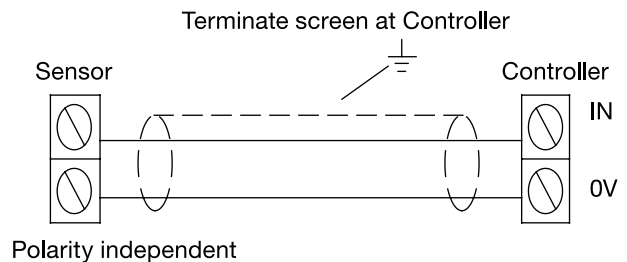 Terminate screen at Controller
Sensor
Controller
IN
0V
Polarity independent